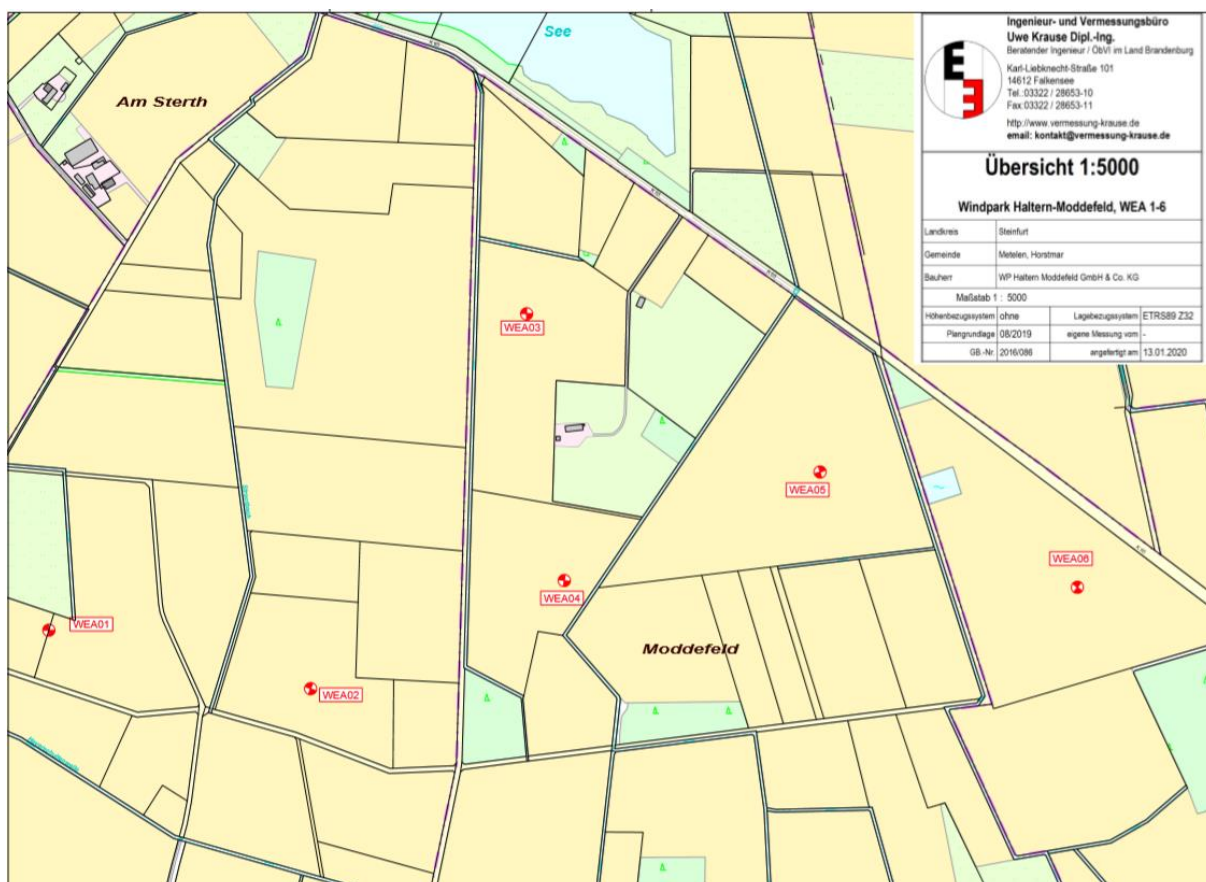 See
Am Sterth
WEA03
WEA05
WEA06
WEA04
WEA01
WEA02
Moddefeld
Ingenieur- und Vermessungsbüro
Uwe Krause Dipl.-Ing.
Beratender Ingenieur / ÖbVI im Land Brandenburg
Karl-Liebknecht-Straße 101
14612 Falkensee
Tel.:03322 / 28653-10
Fax:03322 / 28653-11
http://www.vermessung-krause.de
email: kontakt@vermessung-krause.de
Übersicht 1:5000
Windpark Haltern-Moddefeld, WEA 1-6
Landkreis Steinfurt
Gemeinde Metelen, Horstmar
Bauherr WP Haltern Moddefeld GmbH & Co. KG
Maßstab 1 : 5000
Höhenbezugssystem ohne Lagebezugssystem ETRS89 Z32
Plangrundlage 08/2019 eigene Messung vom -
GB.-Nr. 2016/086 angefertigt am 13.01.2020